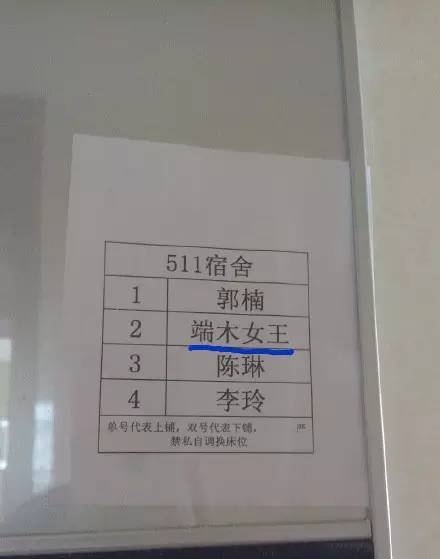 511宿舍
1 郭楠
2 端木女王
3 陈琳
4 李玲
单号代表上铺，双号代表下铺，
禁私自调换床位